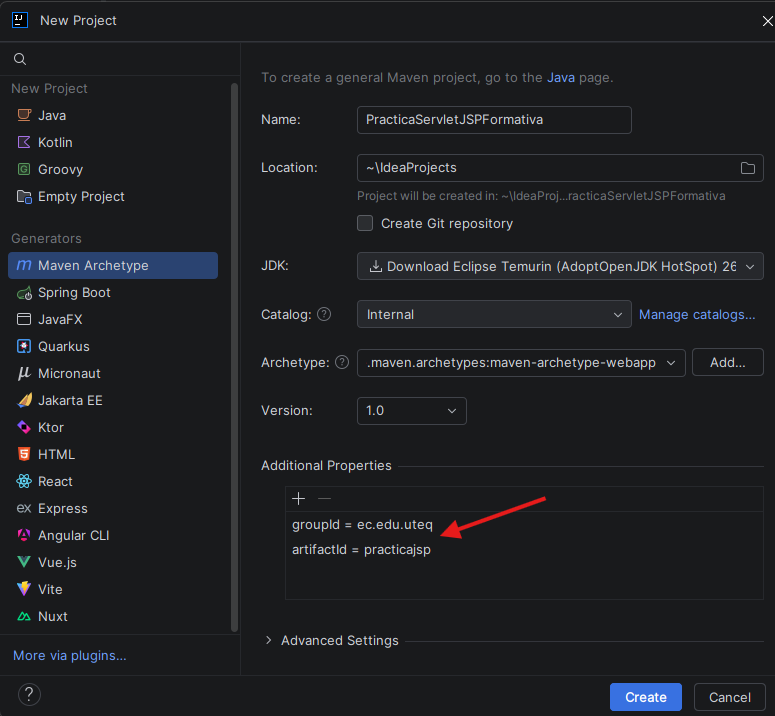 New Project
To create a general Maven project, go to the Java page.
New Project
Java
Kotlin
Groovy
Empty Project
Generators
Maven Archetype
Spring Boot
JavaFX
Quarkus
Micronaut
Jakarta EE
Ktor
HTML
React
Express
Angular CLI
Vue.js
Vite
Nuxt
More via plugins...
Name: PracticaServletJSPFormativa
Location: ~\IdeaProjects
Project will be created in: ~\IdeaProj...racticaServletJSPFormativa
Create Git repository
JDK: Download Eclipse Temurin (AdoptOpenJDK HotSpot) 26
Catalog: ? Internal Manage catalogs...
Archetype: ? .maven.archetypes:maven-archetype-webapp Add...
Version: 1.0
Additional Properties
groupId = ec.edu.uteq
artifactId = practicajsp
Advanced Settings
? Create Cancel